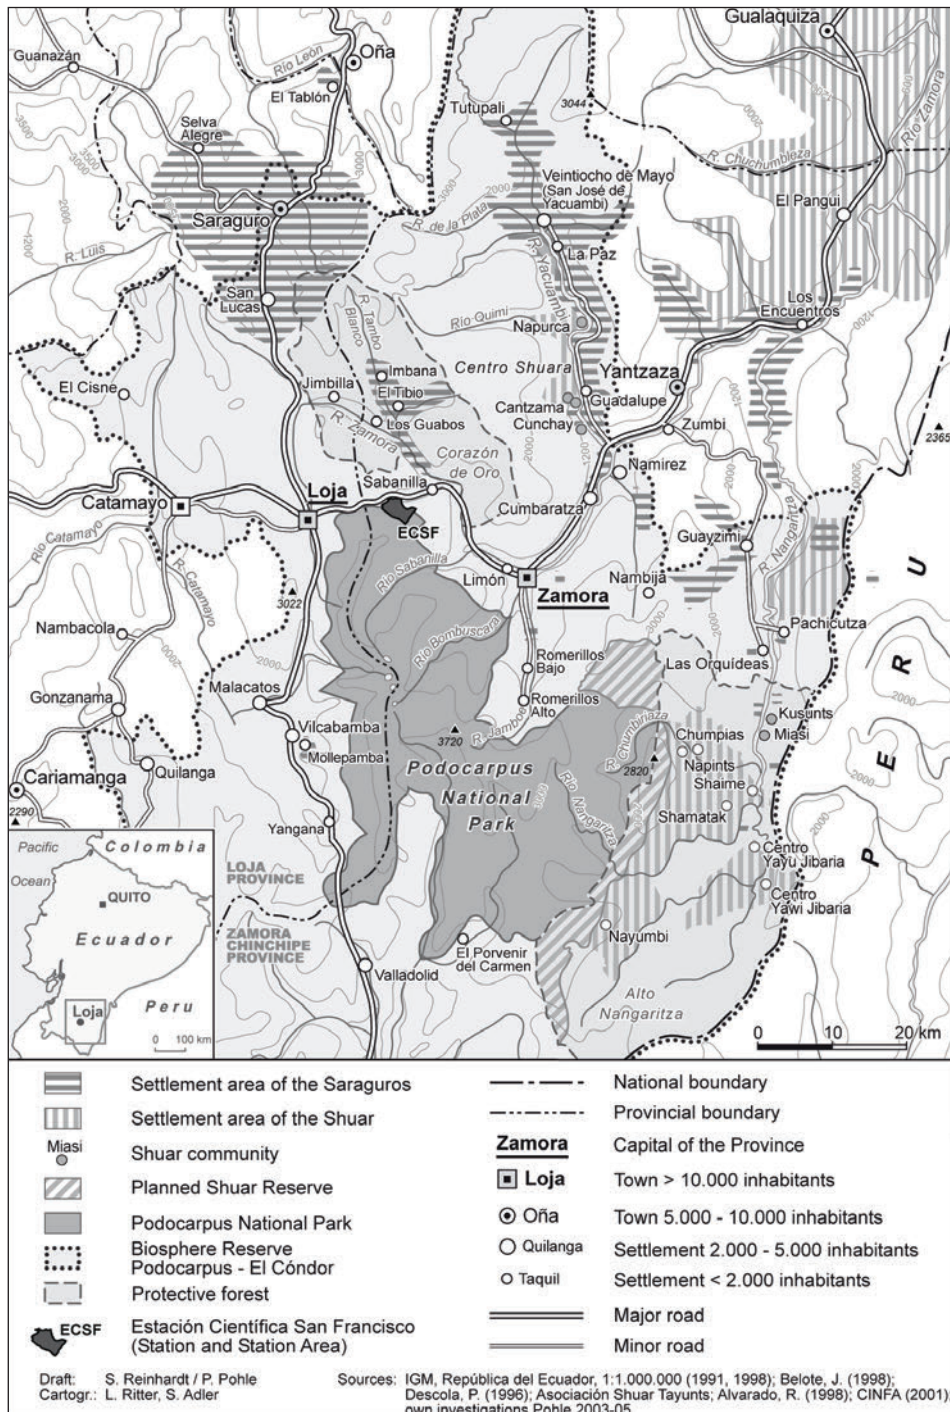 Gualaquiza
Guanazán
Oña
Río León
El Tablón
Tutupali
3044
Río Zamora
Selva
Alegre
R. Chuchumbleza
Veintiocho de Mayo
(San José de
Yacuambi)
El Pangui
Saraguro
R. de la Plata
La Paz
R. Luis
R. Yacuambi
San
Lucas
R. Tambo
Blanco
Río Quimi
Napurca
Los
Encuentros
Centro Shuara
Yantzaza
El Cisne
Jimbilla
Imbana
El Tibio
Cantzama
Guadalupe
Cunchay
Los Guabos
R. Zamora
Zumbi
2365
Corazón
de Oro
Namirez
Sabanilla
Catamayo
Loja
ECSF
Cumbaratza
Río Catamayo
R. Catamayo
Guayzimi
R. Nangaritza
Río Sabanilla
Limón
Zamora
Nambija
3022
Nambacola
Río Bombuscara
Pachicutza
Romerillos
Bajo
Las Orquídeas
Malacatos
Gonzanama
Romerillos
Alto
Kusunts
Miasi
Vilcabamba
Mollepamba
3720
R. Jamboe
R. Chumbiriaza
Chumpias
2820
Napints
Quilanga
Cariamanga
Podocarpus
National
Park
Río Nangaritza
Shaime
Shamatak
2290
Yangana
Centro
Yayu Jibaria
Centro
Yawi Jibaria
LOJA
PROVINCE
ZAMORA
CHINCHIPE
PROVINCE
Nayumbi
El Porvenir
del Carmen
Valladolid
Alto
Nangaritza
PERU
0 10 20 km
Pacific
Ocean
Colombia
QUITO
Ecuador
Peru
Loja
0 100 km
Settlement area of the Saraguros
Settlement area of the Shuar
Miasi
Shuar community
Planned Shuar Reserve
Podocarpus National Park
Biosphere Reserve
Podocarpus - El Cóndor
Protective forest
ECSF
Estación Científica San Francisco
(Station and Station Area)
National boundary
Provincial boundary
Zamora Capital of the Province
Loja Town > 10.000 inhabitants
Oña Town 5.000 - 10.000 inhabitants
Quilanga Settlement 2.000 - 5.000 inhabitants
Taquil Settlement < 2.000 inhabitants
Major road
Minor road
Draft: S. Reinhardt / P. Pohle
Cartogr.: L. Ritter, S. Adler
Sources: IGM, República del Ecuador, 1:1.000.000 (1991, 1998); Belote, J. (1998);
Descola, P. (1996); Asociación Shuar Tayunts; Alvarado, R. (1998); CINFA (2001)
own investigations Pohle 2003-05